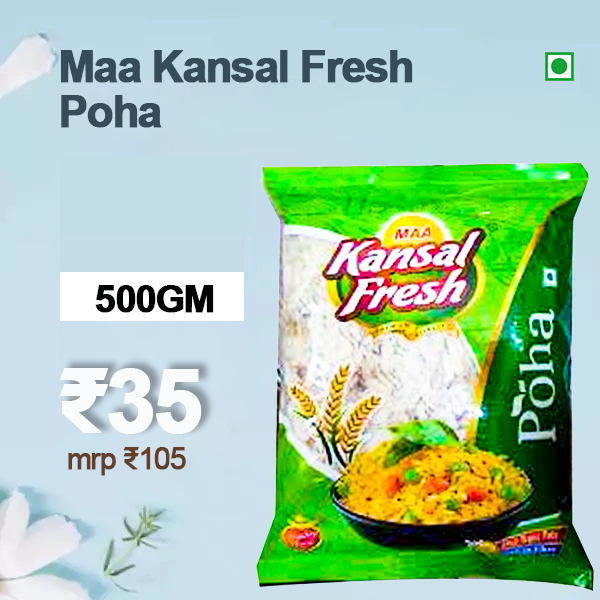 Maa Kansal Fresh
Poha
500GM
₹35
mrp ₹105
MAA
Kansal
Fresh
Poha